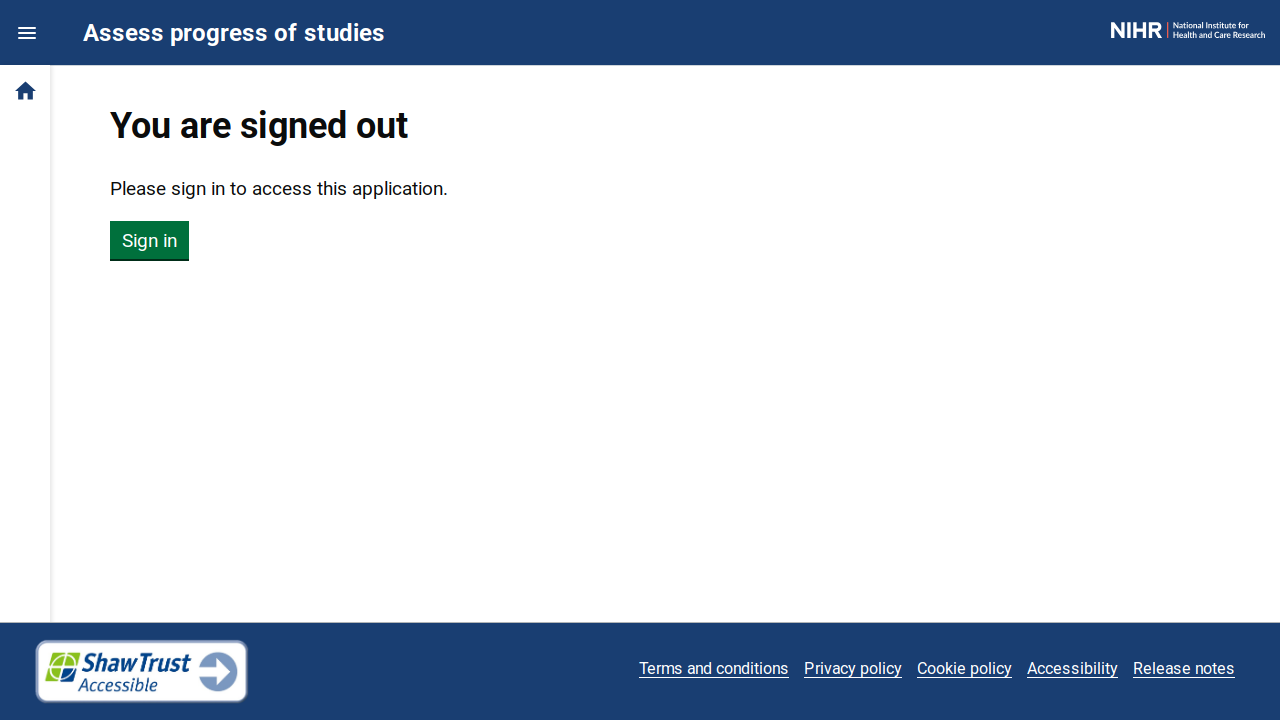 Assess progress of studies
NIHR | National Institute for
Health and Care Research
You are signed out
Please sign in to access this application.
Sign in
ShawTrust
Accessible
Terms and conditions Privacy policy Cookie policy Accessibility Release notes